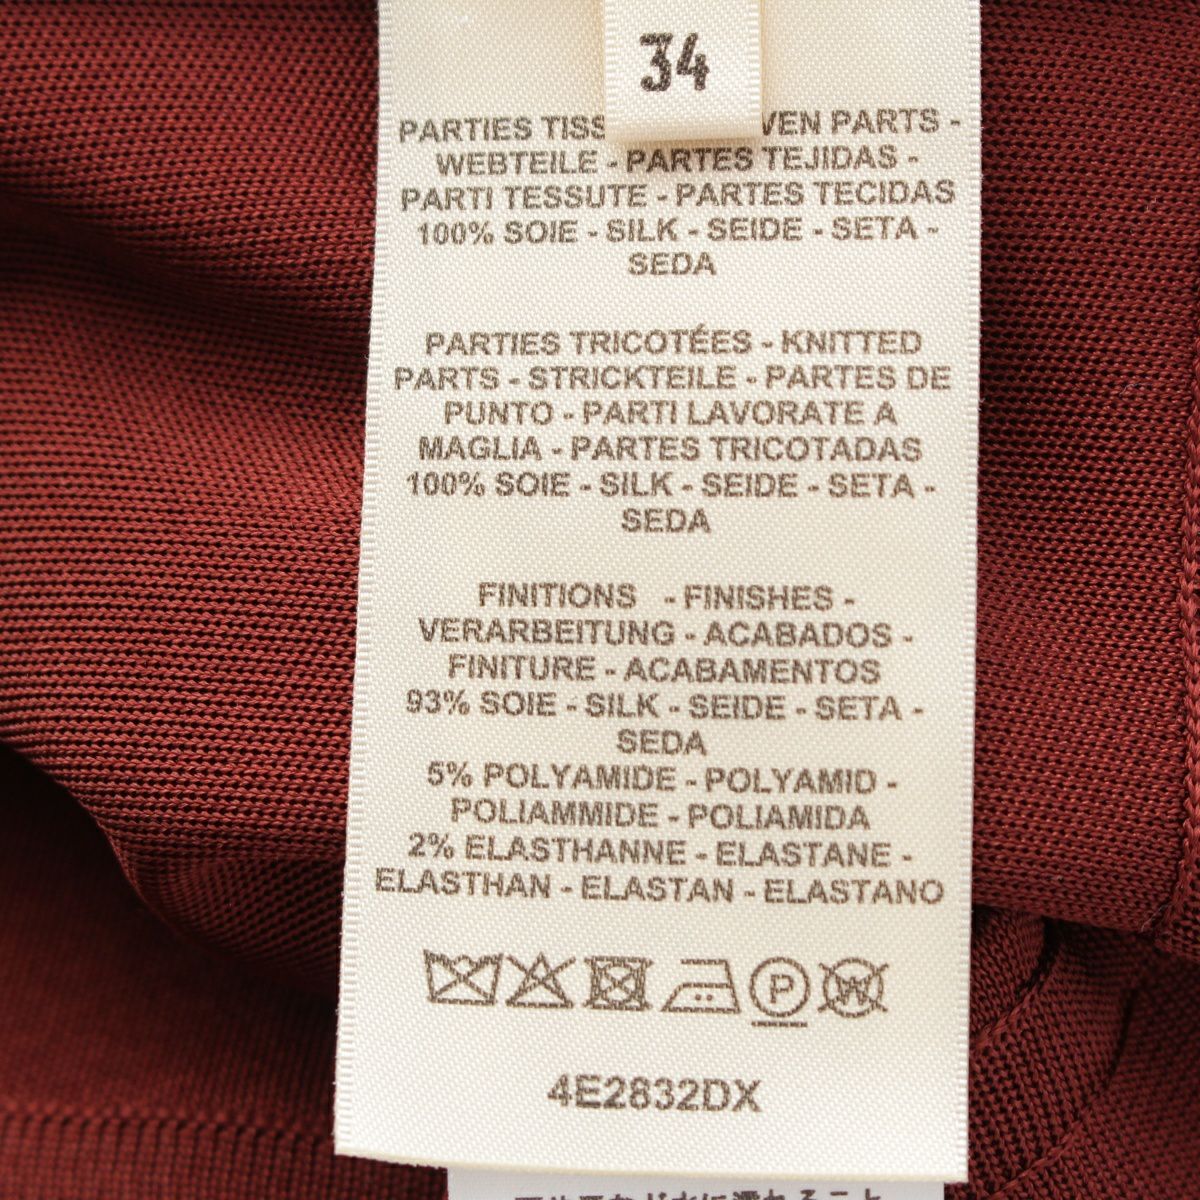 34
PARTIES PARTS -
WEBTEILE - PARTES TEJIDAS -
PARTI TESSUTE - PARTES TECIDAS
100% SOIE - SILK - SEIDE - SETA -
SEDA
PARTIES TRICOTÉES - KNITTED
PARTS - STRICKTEILE - PARTES DE
PUNTO - PARTI LAVORATE A
MAGLIA - PARTES TRICOTADAS
100% SOIE - SILK - SEIDE - SETA -
SEDA
FINITIONS - FINISHES -
VERARBEITUNG - ACABADOS -
FINITURE - ACABAMENTOS
93% SOIE - SILK - SEIDE - SETA -
SEDA
5% POLYAMIDE - POLYAMID -
POLIAMMIDE - POLIAMIDA
2% ELASTHANNE - ELASTANE -
ELASTHAN - ELASTAN - ELASTANO
P W
4E2832DX